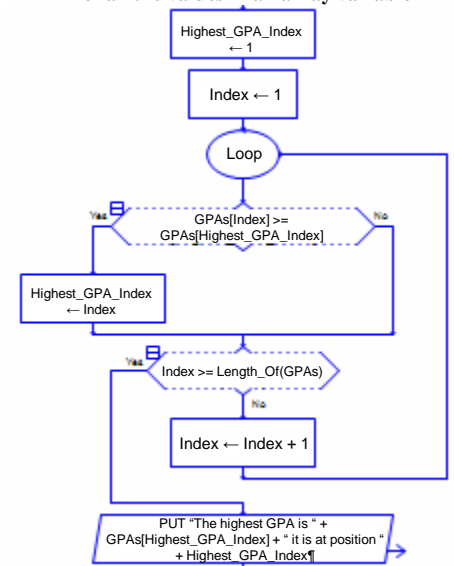 Highest_GPA_Index
← 1
Index ← 1
Loop
GPAs[Index] >=
GPAs[Highest_GPA_Index]
Yes
No
Highest_GPA_Index
← Index
Index >= Length_Of(GPAs)
Yes
No
Index ← Index + 1
PUT “The highest GPA is “ +
GPAs[Highest_GPA_Index] + “ it is at position “
+ Highest_GPA_Index¶